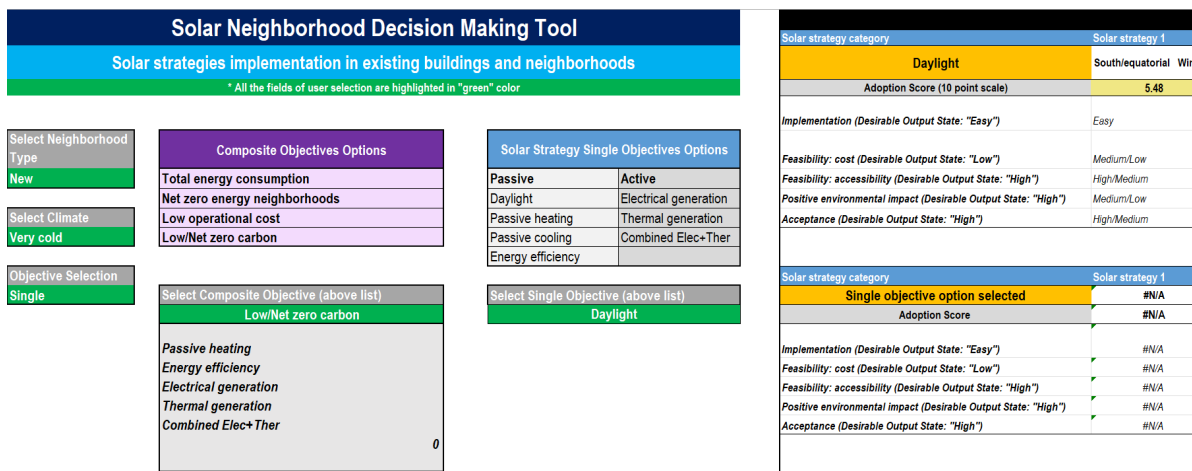 Solar Neighborhood Decision Making Tool
Solar strategies implementation in existing buildings and neighborhoods
* All the fields of user selection are highlighted in "green" color
Select Neighborhood
Type
New
Select Climate
Very cold
Objective Selection
Single
Composite Objectives Options
Total energy consumption
Net zero energy neighborhoods
Low operational cost
Low/Net zero carbon
Select Composite Objective (above list)
Low/Net zero carbon
Passive heating
Energy efficiency
Electrical generation
Thermal generation
Combined Elec+Ther
0
Solar Strategy Single Objectives Options
Passive Active
Daylight Electrical generation
Passive heating Thermal generation
Passive cooling Combined Elec+Ther
Energy efficiency
Select Single Objective (above list)
Daylight
Solar strategy category Solar strategy 1
Daylight South/equatorial
Adoption Score (10 point scale) 5.48
Implementation (Desirable Output State: "Easy") Easy
Feasibility: cost (Desirable Output State: "Low") Medium/Low
Feasibility: accessibility (Desirable Output State: "High") High/Medium
Positive environmental impact (Desirable Output State: "High") Medium/Low
Acceptance (Desirable Output State: "High") High/Medium
Solar strategy category Solar strategy 1
Single objective option selected #N/A
Adoption Score #N/A
Implementation (Desirable Output State: "Easy") #N/A
Feasibility: cost (Desirable Output State: "Low") #N/A
Feasibility: accessibility (Desirable Output State: "High") #N/A
Positive environmental impact (Desirable Output State: "High") #N/A
Acceptance (Desirable Output State: "High") #N/A